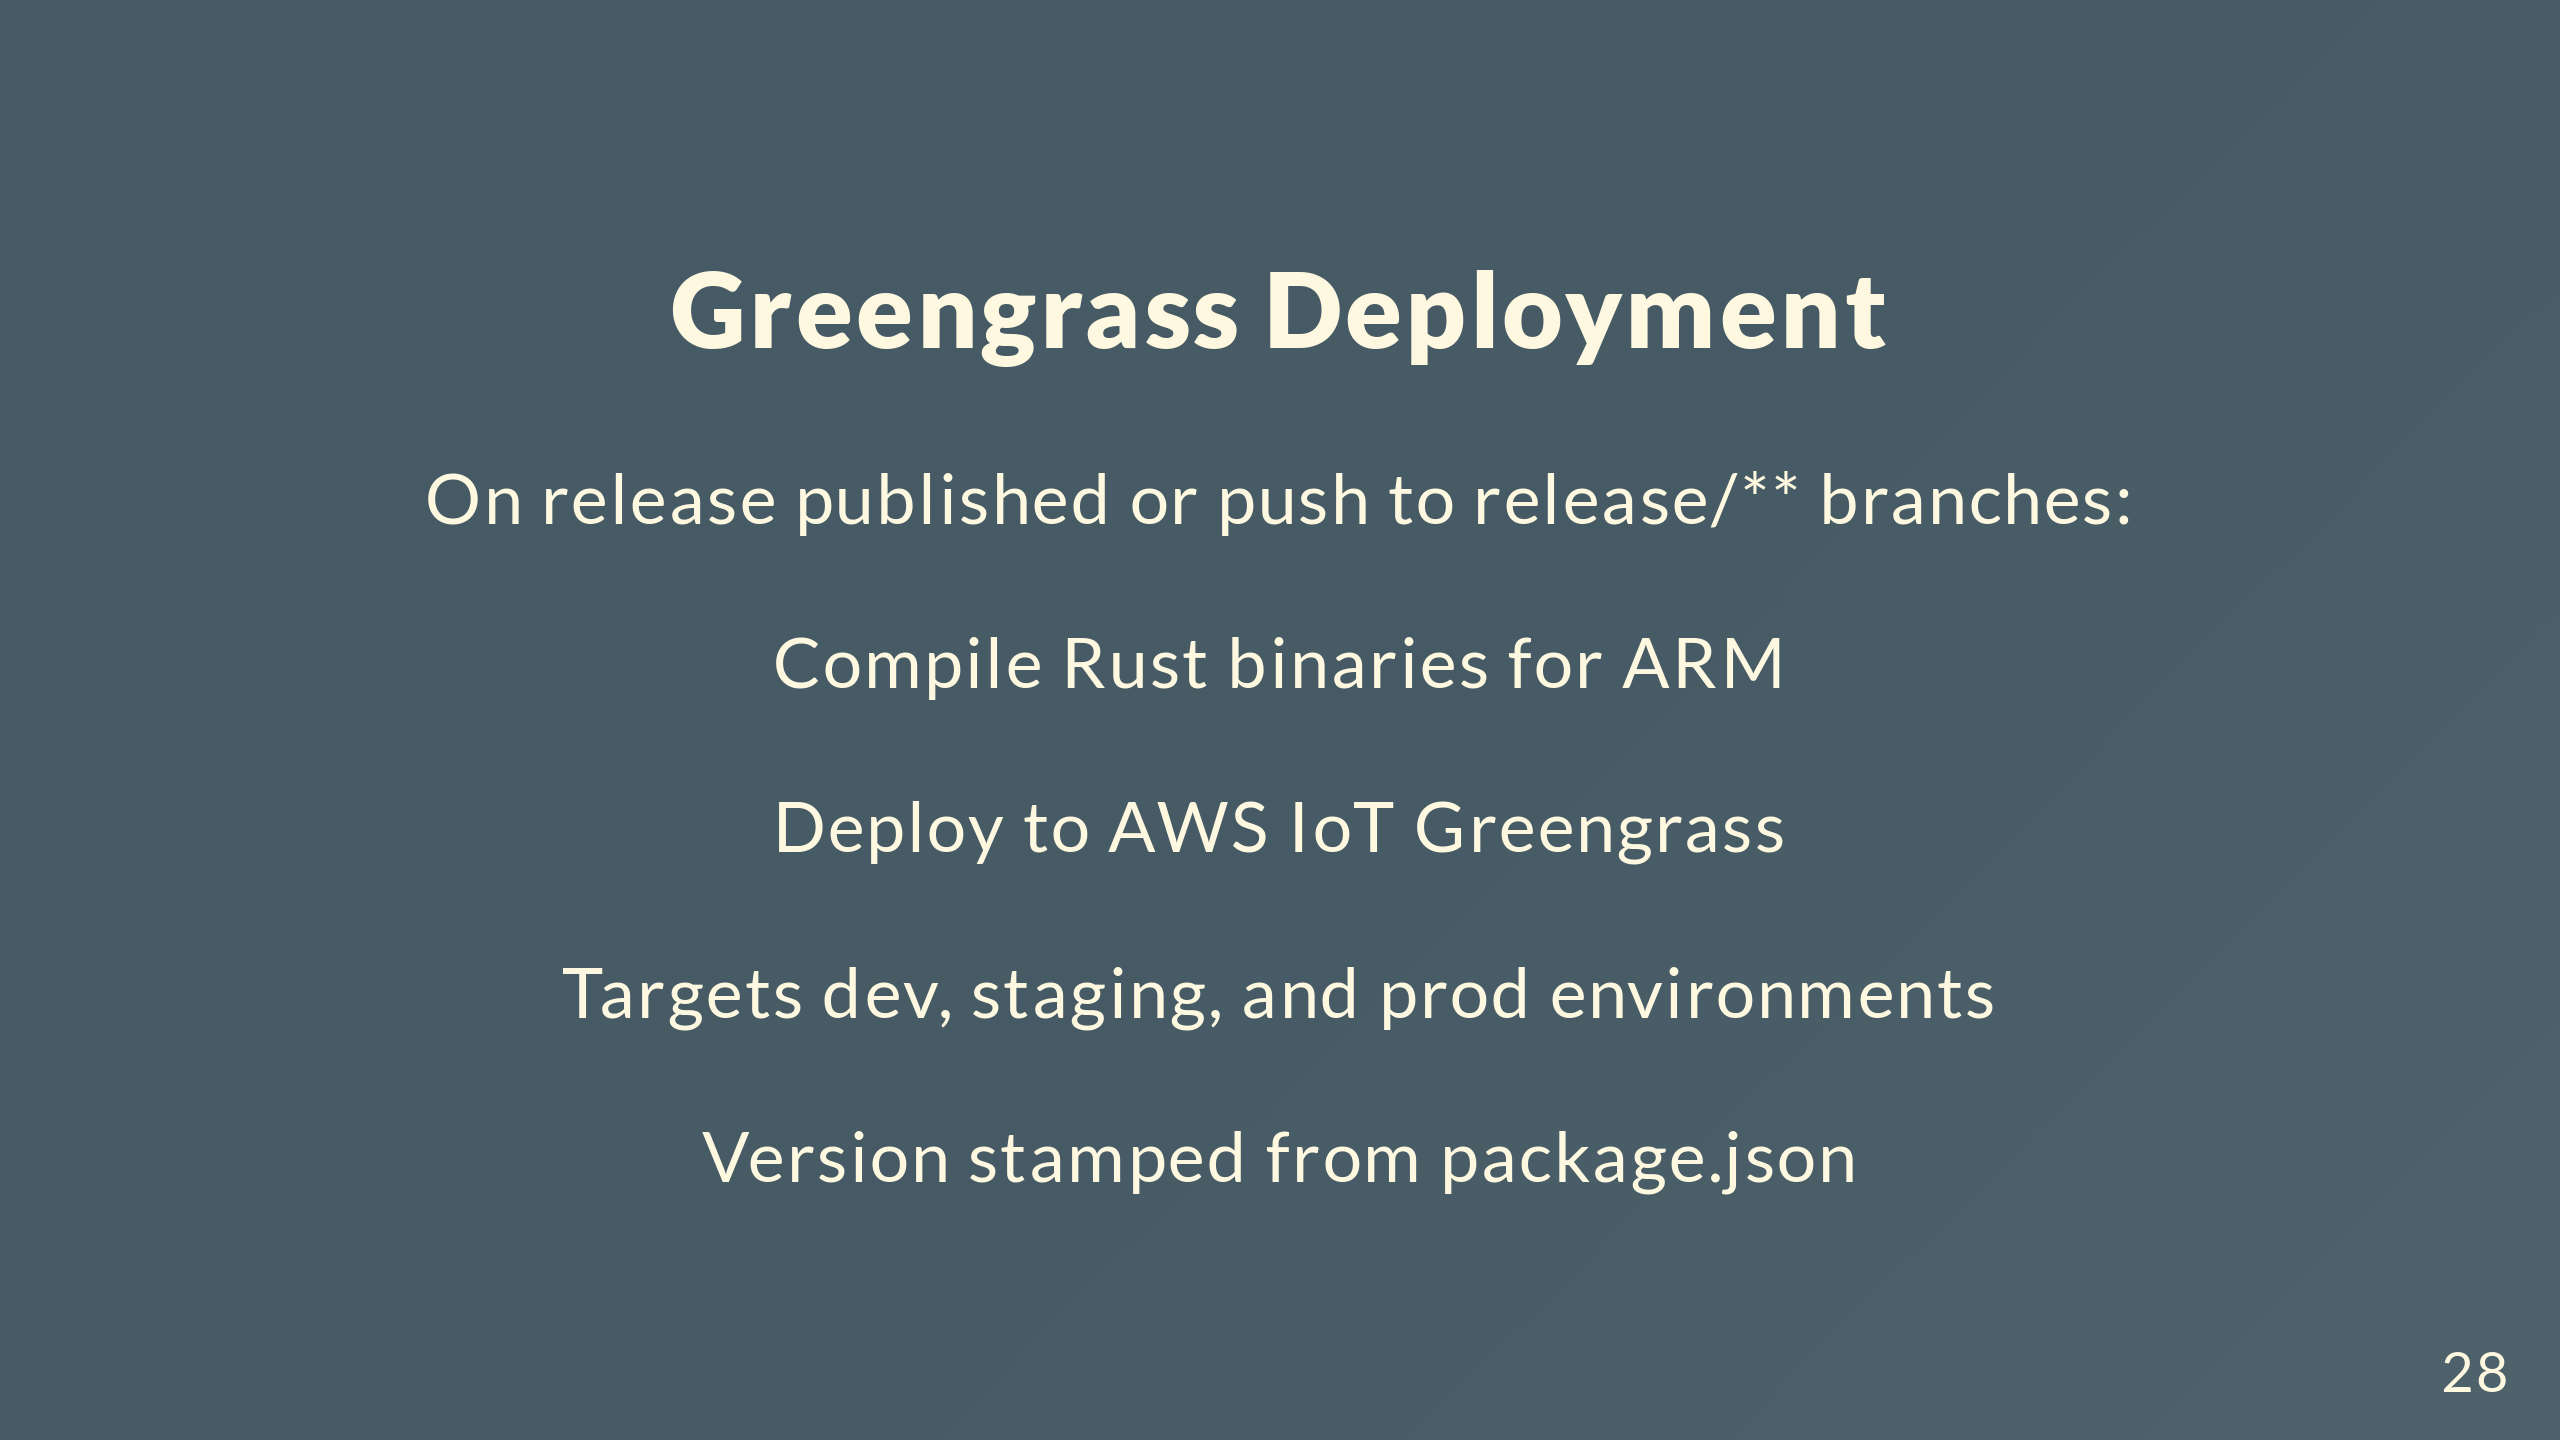 Greengrass Deployment
On release published or push to release/** branches:
Compile Rust binaries for ARM
Deploy to AWS IoT Greengrass
Targets dev, staging, and prod environments
Version stamped from package.json
28